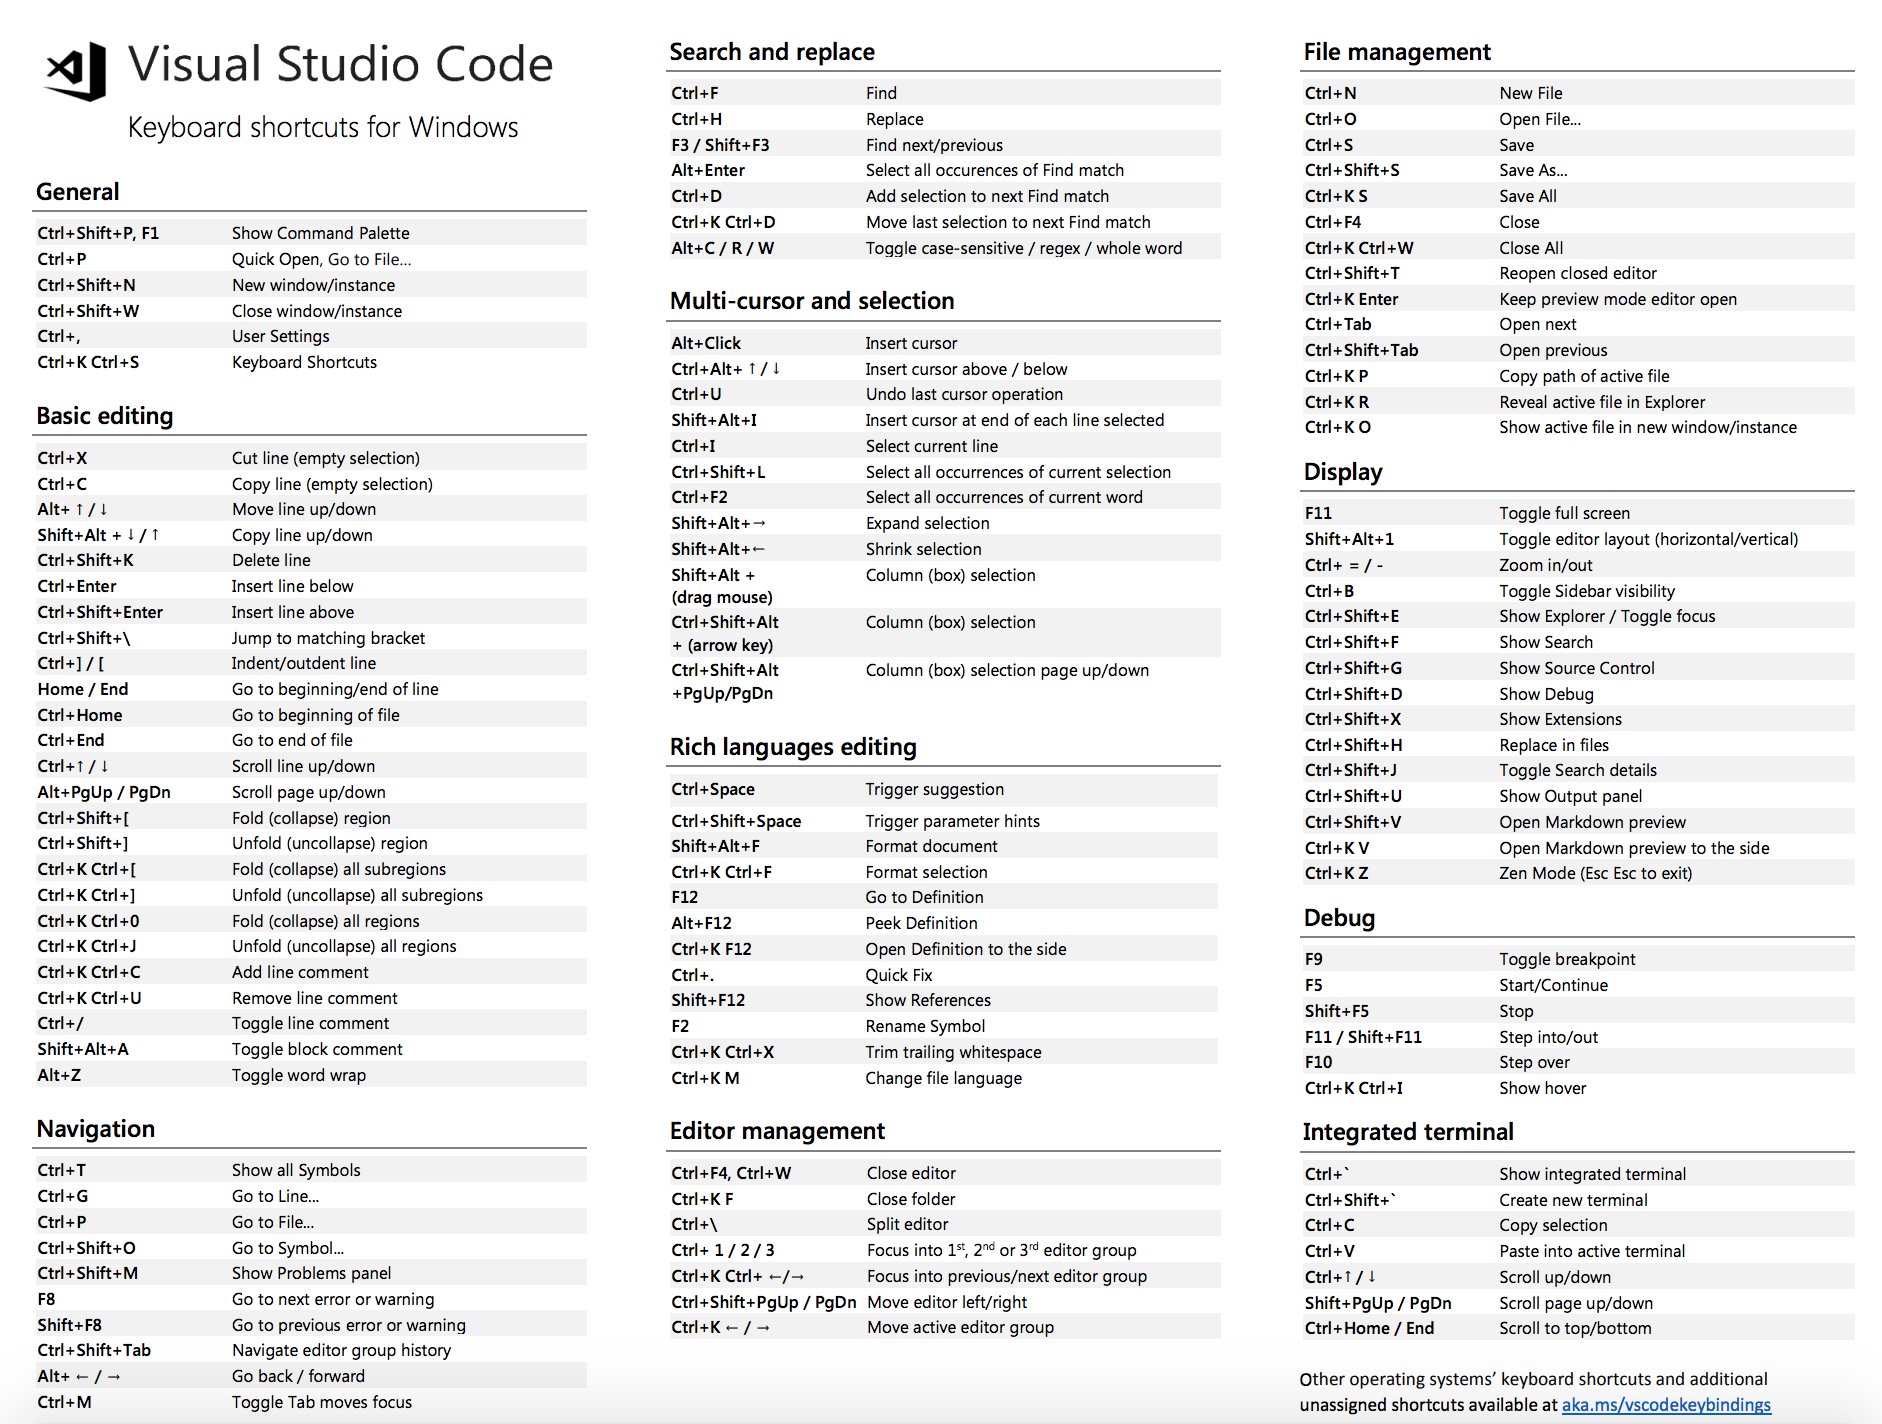 Visual Studio Code
Keyboard shortcuts for Windows
General
Ctrl+Shift+P, F1 Show Command Palette
Ctrl+P Quick Open, Go to File...
Ctrl+Shift+N New window/instance
Ctrl+Shift+W Close window/instance
Ctrl+, User Settings
Ctrl+K Ctrl+S Keyboard Shortcuts
Basic editing
Ctrl+X Cut line (empty selection)
Ctrl+C Copy line (empty selection)
Alt+ ↑ / ↓ Move line up/down
Shift+Alt + ↓ / ↑ Copy line up/down
Ctrl+Shift+K Delete line
Ctrl+Enter Insert line below
Ctrl+Shift+Enter Insert line above
Ctrl+Shift+\ Jump to matching bracket
Ctrl+] / [ Indent/outdent line
Home / End Go to beginning/end of line
Ctrl+Home Go to beginning of file
Ctrl+End Go to end of file
Ctrl+↑ / ↓ Scroll line up/down
Alt+PgUp / PgDn Scroll page up/down
Ctrl+Shift+[ Fold (collapse) region
Ctrl+Shift+] Unfold (uncollapse) region
Ctrl+K Ctrl+[ Fold (collapse) all subregions
Ctrl+K Ctrl+] Unfold (uncollapse) all subregions
Ctrl+K Ctrl+0 Fold (collapse) all regions
Ctrl+K Ctrl+J Unfold (uncollapse) all regions
Ctrl+K Ctrl+C Add line comment
Ctrl+K Ctrl+U Remove line comment
Ctrl+/ Toggle line comment
Shift+Alt+A Toggle block comment
Alt+Z Toggle word wrap
Navigation
Ctrl+T Show all Symbols
Ctrl+G Go to Line...
Ctrl+P Go to File...
Ctrl+Shift+O Go to Symbol...
Ctrl+Shift+M Show Problems panel
F8 Go to next error or warning
Shift+F8 Go to previous error or warning
Ctrl+Shift+Tab Navigate editor group history
Alt+ ← / → Go back / forward
Ctrl+M Toggle Tab moves focus
Search and replace
Ctrl+F Find
Ctrl+H Replace
F3 / Shift+F3 Find next/previous
Alt+Enter Select all occurences of Find match
Ctrl+D Add selection to next Find match
Ctrl+K Ctrl+D Move last selection to next Find match
Alt+C / R / W Toggle case-sensitive / regex / whole word
Multi-cursor and selection
Alt+Click Insert cursor
Ctrl+Alt+ ↑ / ↓ Insert cursor above / below
Ctrl+U Undo last cursor operation
Shift+Alt+I Insert cursor at end of each line selected
Ctrl+I Select current line
Ctrl+Shift+L Select all occurrences of current selection
Ctrl+F2 Select all occurrences of current word
Shift+Alt+→ Expand selection
Shift+Alt+← Shrink selection
Shift+Alt + Column (box) selection
(drag mouse)
Ctrl+Shift+Alt Column (box) selection
+ (arrow key)
Ctrl+Shift+Alt Column (box) selection page up/down
+PgUp/PgDn
Rich languages editing
Ctrl+Space Trigger suggestion
Ctrl+Shift+Space Trigger parameter hints
Shift+Alt+F Format document
Ctrl+K Ctrl+F Format selection
F12 Go to Definition
Alt+F12 Peek Definition
Ctrl+K F12 Open Definition to the side
Ctrl+. Quick Fix
Shift+F12 Show References
F2 Rename Symbol
Ctrl+K Ctrl+X Trim trailing whitespace
Ctrl+K M Change file language
Editor management
Ctrl+F4, Ctrl+W Close editor
Ctrl+K F Close folder
Ctrl+\ Split editor
Ctrl+ 1 / 2 / 3 Focus into 1st, 2nd or 3rd editor group
Ctrl+K Ctrl+ ←/→ Focus into previous/next editor group
Ctrl+Shift+PgUp / PgDn Move editor left/right
Ctrl+K ← / → Move active editor group
File management
Ctrl+N New File
Ctrl+O Open File...
Ctrl+S Save
Ctrl+Shift+S Save As...
Ctrl+K S Save All
Ctrl+F4 Close
Ctrl+K Ctrl+W Close All
Ctrl+Shift+T Reopen closed editor
Ctrl+K Enter Keep preview mode editor open
Ctrl+Tab Open next
Ctrl+Shift+Tab Open previous
Ctrl+K P Copy path of active file
Ctrl+K R Reveal active file in Explorer
Ctrl+K O Show active file in new window/instance
Display
F11 Toggle full screen
Shift+Alt+1 Toggle editor layout (horizontal/vertical)
Ctrl+ = / - Zoom in/out
Ctrl+B Toggle Sidebar visibility
Ctrl+Shift+E Show Explorer / Toggle focus
Ctrl+Shift+F Show Search
Ctrl+Shift+G Show Source Control
Ctrl+Shift+D Show Debug
Ctrl+Shift+X Show Extensions
Ctrl+Shift+H Replace in files
Ctrl+Shift+J Toggle Search details
Ctrl+Shift+U Show Output panel
Ctrl+Shift+V Open Markdown preview
Ctrl+K V Open Markdown preview to the side
Ctrl+K Z Zen Mode (Esc Esc to exit)
Debug
F9 Toggle breakpoint
F5 Start/Continue
Shift+F5 Stop
F11 / Shift+F11 Step into/out
F10 Step over
Ctrl+K Ctrl+I Show hover
Integrated terminal
Ctrl+` Show integrated terminal
Ctrl+Shift+` Create new terminal
Ctrl+C Copy selection
Ctrl+V Paste into active terminal
Ctrl+↑ / ↓ Scroll up/down
Shift+PgUp / PgDn Scroll page up/down
Ctrl+Home / End Scroll to top/bottom
Other operating systems’ keyboard shortcuts and additional
unassigned shortcuts available at aka.ms/vscodekeybindings